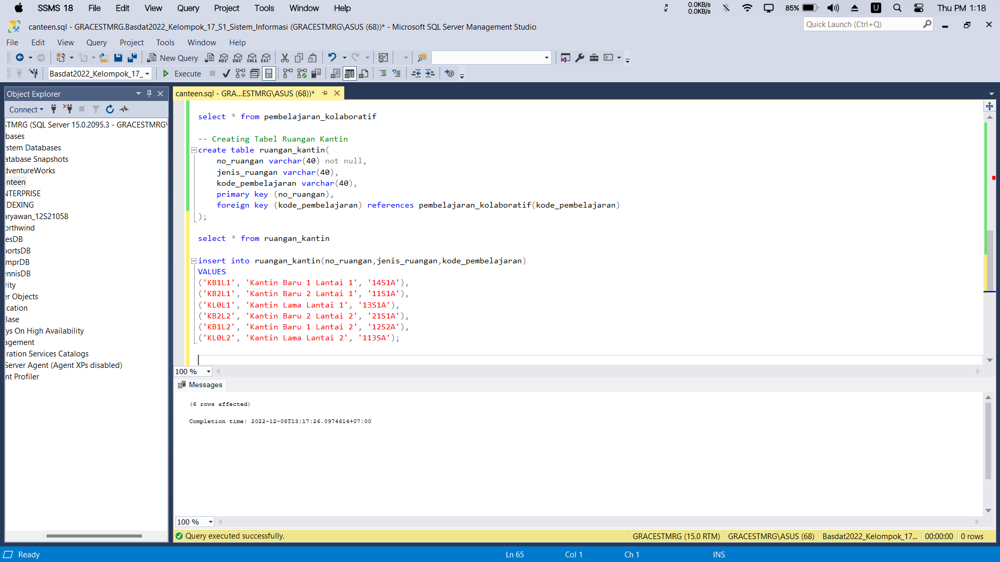 SSMS 18 File Edit View Query Project Tools Window Help 0.0KB/s 0.0KB/s 85% U Thu PM 1:18
canteen.sql - GRACESTMRG.Basdat2022_Kelompok_17_S1_Sistem_Informasi (GRACESTMRG\ASUS (68))* - Microsoft SQL Server Management Studio
Quick Launch (Ctrl+Q)
File Edit View Query Project Tools Window Help
New Query MDX DMX XMLA DAX
Basdat2022_Kelompok_17_ Execute
Object Explorer
Connect
STMRG (SQL Server 15.0.2095.3 - GRACESTMRG\
bases
stem Databases
atabase Snapshots
dventureWorks
nteen
NTERPRISE
DEXING
aryawan_12S21058
orthwind
esDB
portsDB
mprDB
ennisDB
rity
er Objects
cation
Base
ys On High Availability
agement
ration Services Catalogs
Server Agent (Agent XPs disabled)
nt Profiler
canteen.sql - GRA...ESTMRG\ASUS (68))*
select * from pembelajaran_kolaboratif
-- Creating Tabel Ruangan Kantin
create table ruangan_kantin(
no_ruangan varchar(40) not null,
jenis_ruangan varchar(40),
kode_pembelajaran varchar(40),
primary key (no_ruangan),
foreign key (kode_pembelajaran) references pembelajaran_kolaboratif(kode_pembelajaran)
);
select * from ruangan_kantin
insert into ruangan_kantin(no_ruangan,jenis_ruangan,kode_pembelajaran)
VALUES
('KB1L1', 'Kantin Baru 1 Lantai 1', '14S1A'),
('KB2L1', 'Kantin Baru 2 Lantai 1', '11S1A'),
('KL0L1', 'Kantin Lama Lantai 1', '13S1A'),
('KB2L2', 'Kantin Baru 2 Lantai 2', '21S1A'),
('KB1L2', 'Kantin Baru 1 Lantai 2', '12S2A'),
('KL0L2', 'Kantin Lama Lantai 2', '113SA');
100 %
Messages
(6 rows affected)
Completion time: 2022-12-08T13:17:26.0974614+07:00
100 %
Query executed successfully. GRACESTMRG (15.0 RTM) GRACESTMRG\ASUS (68) Basdat2022_Kelompok_17... 00:00:00 0 rows
Ready Ln 65 Col 1 Ch 1 INS